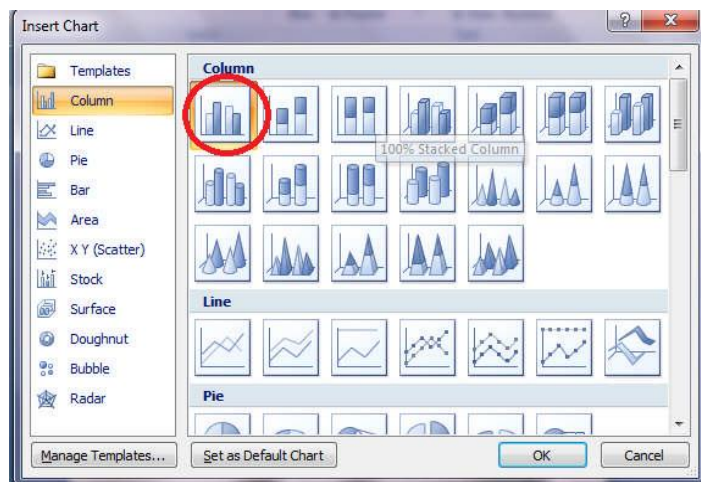 Insert Chart
Templates
Column
Line
Pie
Bar
Area
X Y (Scatter)
Stock
Surface
Doughnut
Bubble
Radar
Column
100% Stacked Column
Line
Pie
Manage Templates...
Set as Default Chart
OK
Cancel